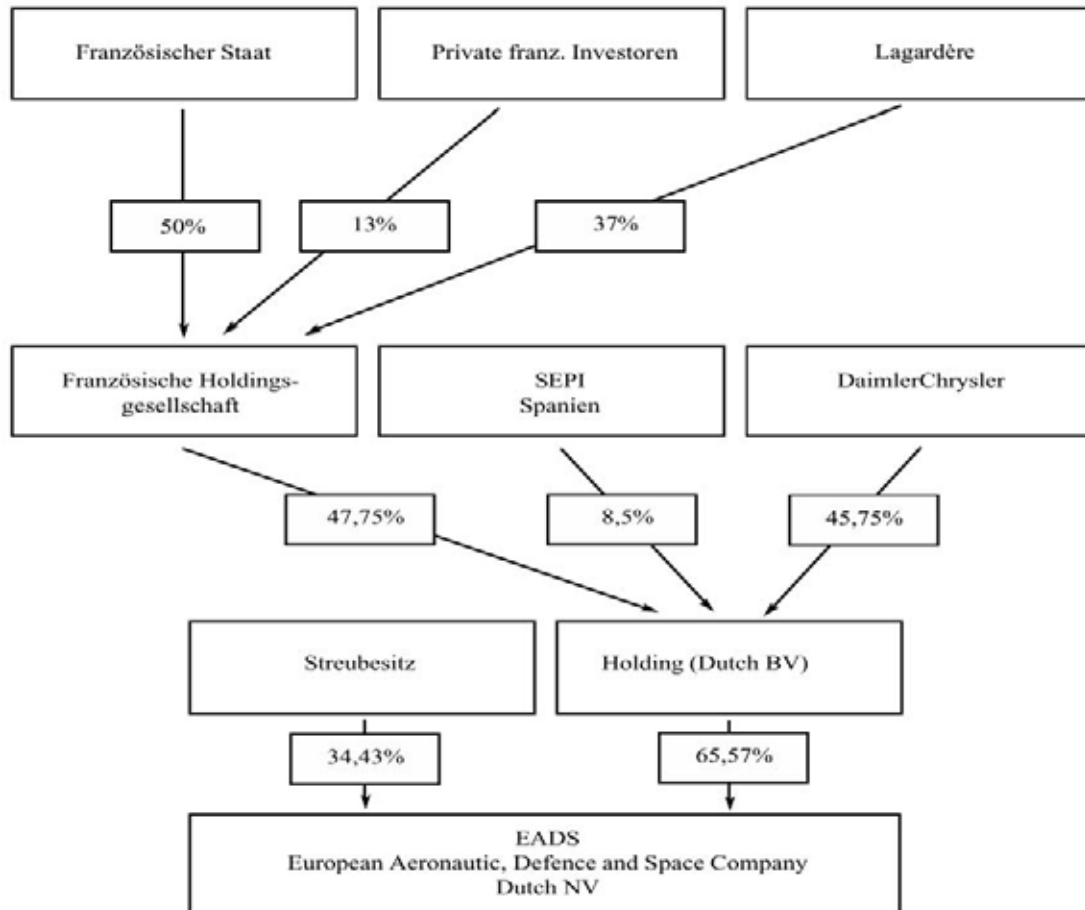 Französischer Staat
Private franz. Investoren
Lagardère
50%
13%
37%
Französische Holdings-
gesellschaft
SEPI
Spanien
DaimlerChrysler
47,75%
8,5%
45,75%
Streubesitz
Holding (Dutch BV)
34,43%
65,57%
EADS
European Aeronautic, Defence and Space Company
Dutch NV